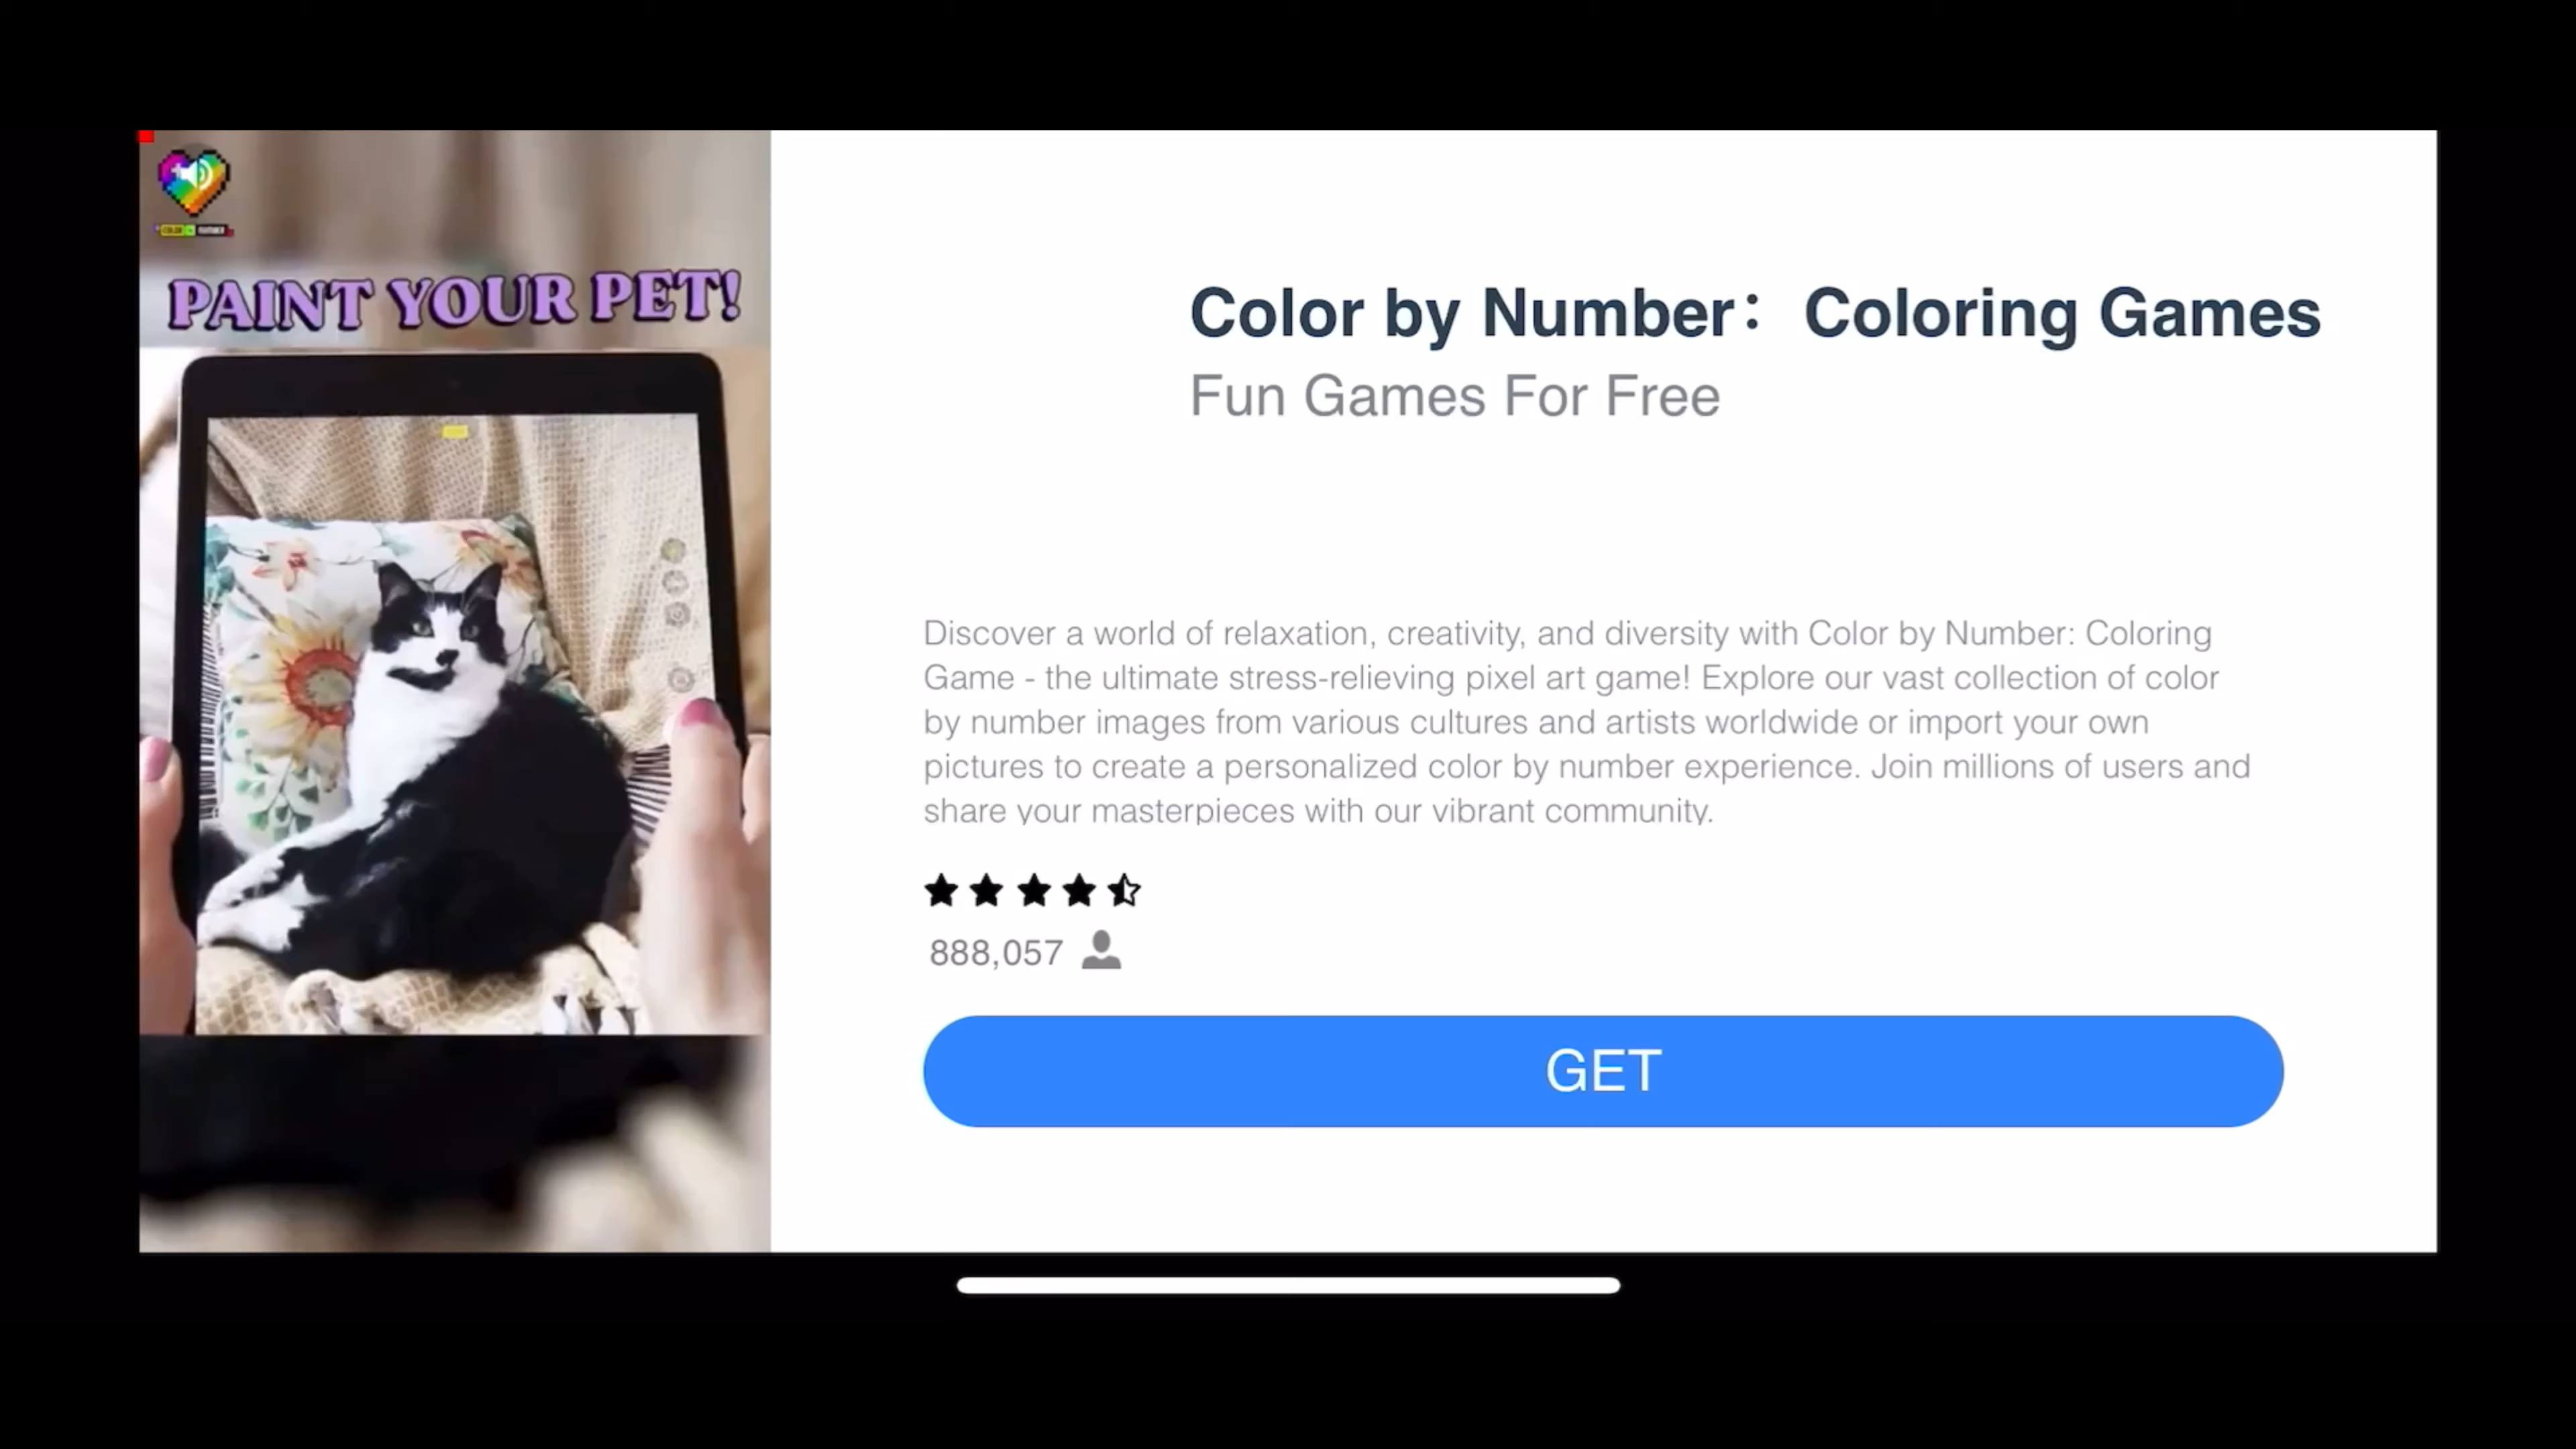 COLOR BY NUMBER
PAINT YOUR PET!
Color by Number: Coloring Games
Fun Games For Free
Discover a world of relaxation, creativity, and diversity with Color by Number: Coloring
Game - the ultimate stress-relieving pixel art game! Explore our vast collection of color
by number images from various cultures and artists worldwide or import your own
pictures to create a personalized color by number experience. Join millions of users and
share your masterpieces with our vibrant community.
888,057
GET